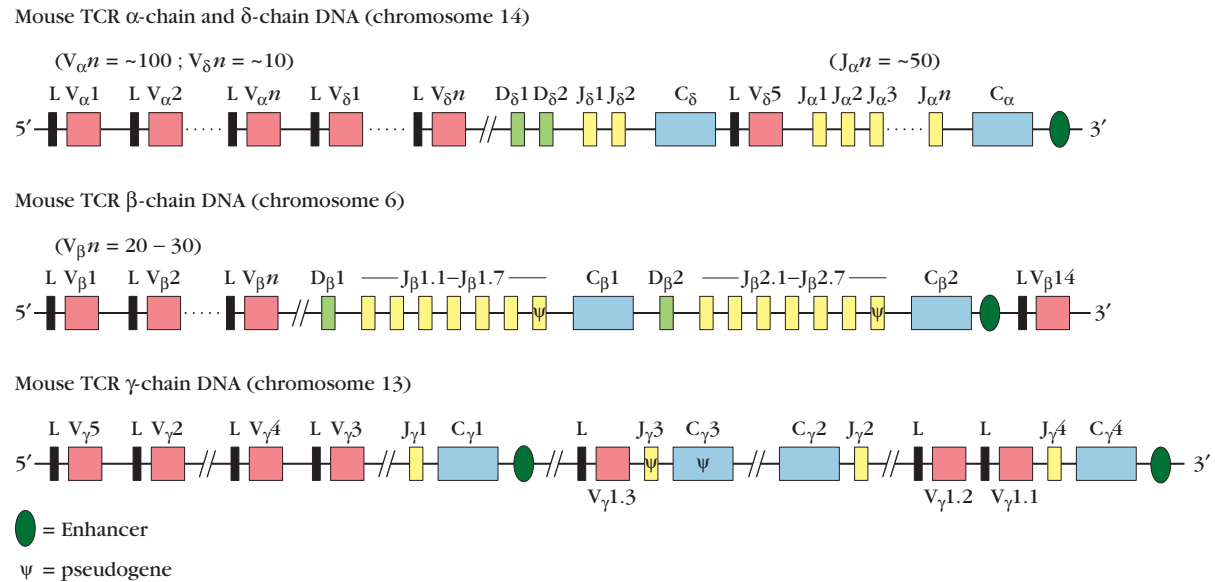 Mouse TCR α-chain and δ-chain DNA (chromosome 14)
(Vαn = ~100 ; Vδn = ~10) (Jαn = ~50)
L Vα1 L Vα2 L Vαn L Vδ1 L Vδn Dδ1 Dδ2 Jδ1 Jδ2 Cδ L Vδ5 Jα1 Jα2 Jα3 Jαn Cα
5′ ····· ····· // ····· 3′
Mouse TCR β-chain DNA (chromosome 6)
(Vβn = 20 – 30)
L Vβ1 L Vβ2 L Vβn Dβ1 Jβ1.1–Jβ1.7 Cβ1 Dβ2 Jβ2.1–Jβ2.7 Cβ2 L Vβ14
5′ ····· // ψ ψ 3′
Mouse TCR γ-chain DNA (chromosome 13)
L Vγ5 L Vγ2 L Vγ4 L Vγ3 Jγ1 Cγ1 L Jγ3 Cγ3 Cγ2 Jγ2 L L Jγ4 Cγ4
5′ // // // ψ ψ // // 3′
Vγ1.3 Vγ1.2 Vγ1.1
= Enhancer
ψ = pseudogene